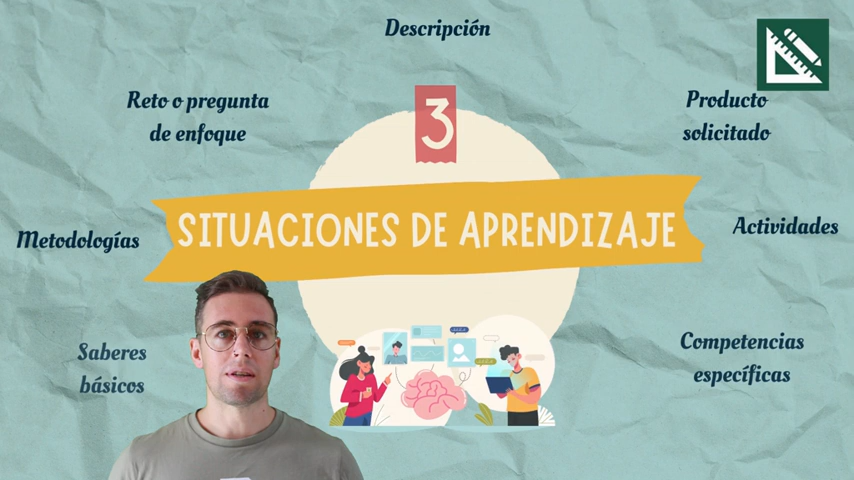 Descripción
Reto o pregunta
de enfoque
Producto
solicitado
3
SITUACIONES DE APRENDIZAJE
Metodologías
Actividades
Saberes
básicos
Competencias
específicas